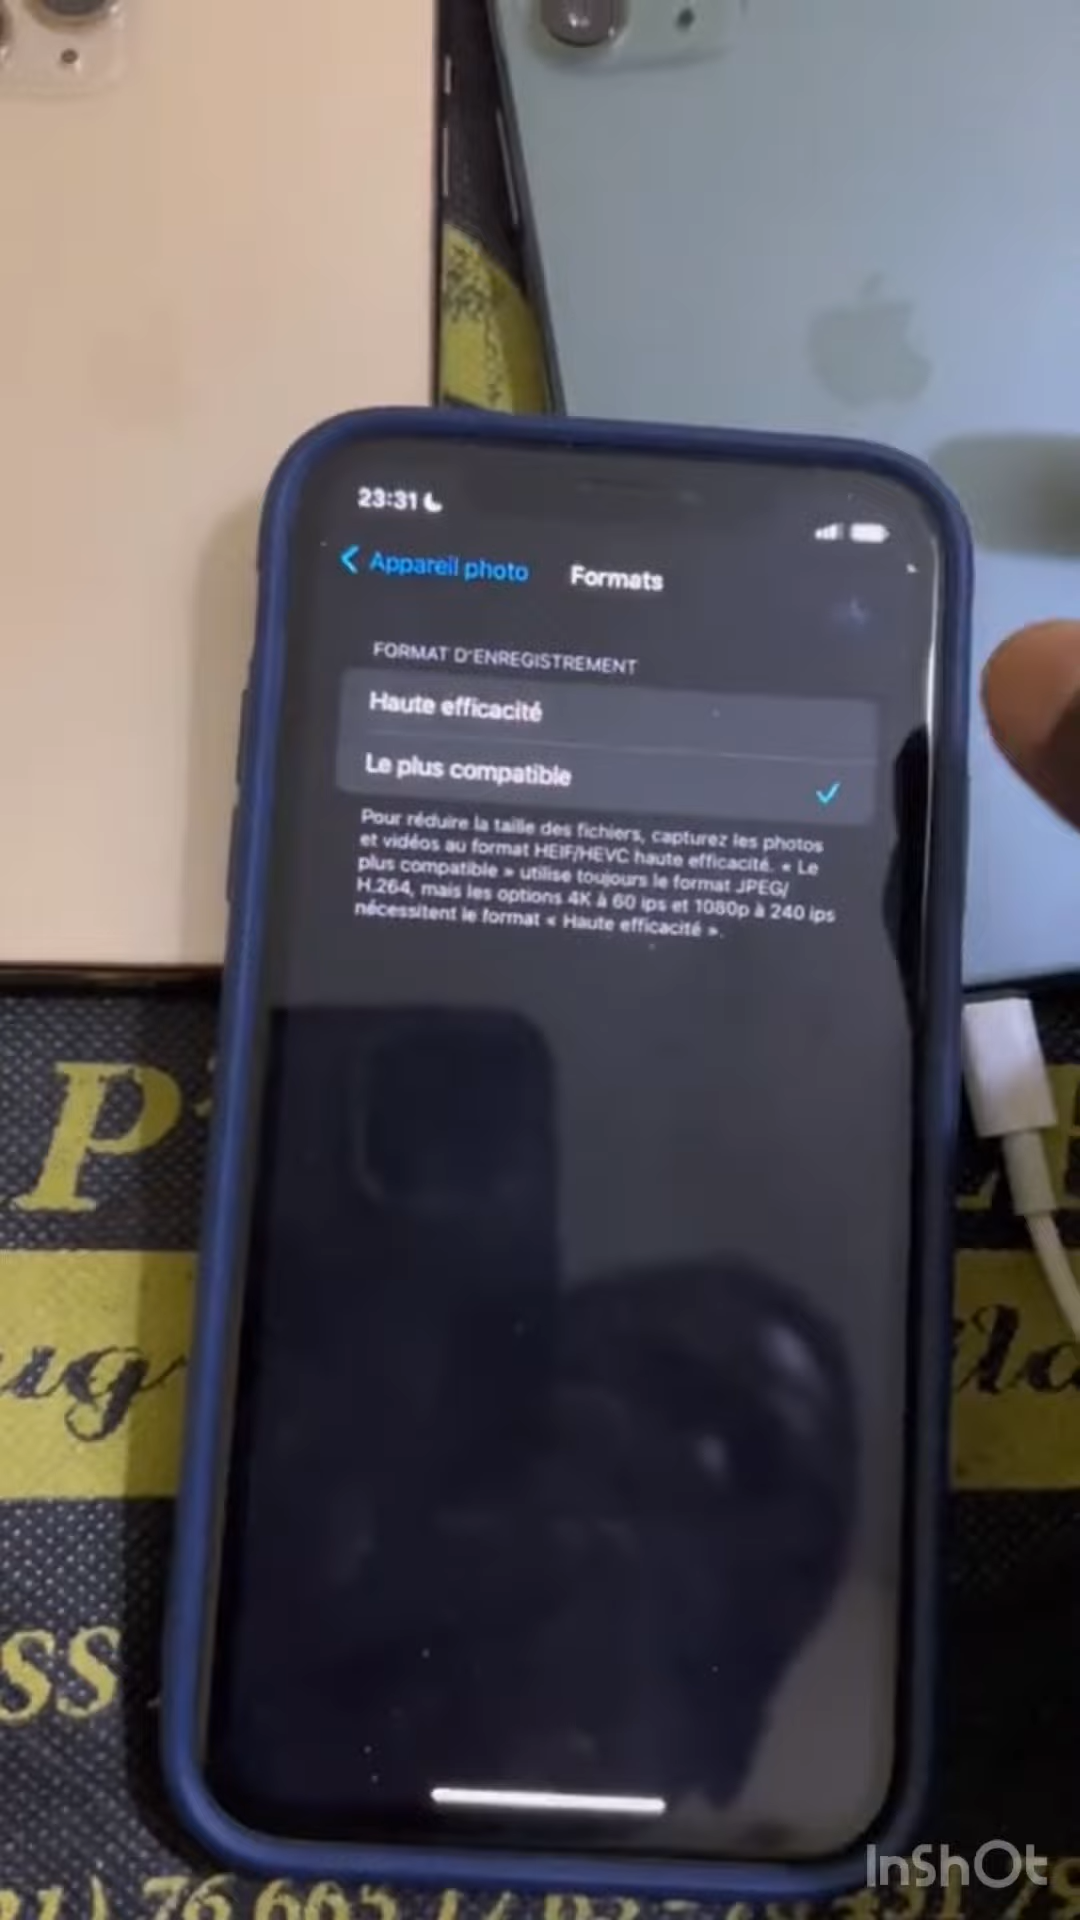 23:31
Appareil photo
Formats
FORMAT D'ENREGISTREMENT
Haute efficacité
Le plus compatible
Pour réduire la taille des fichiers, capturez les photos
et vidéos au format HEIF/HEVC haute efficacité. « Le
plus compatible » utilise toujours le format JPEG/
H.264, mais les options 4K à 60 ips et 1080p à 240 ips
nécessitent le format « Haute efficacité ».
InShOt